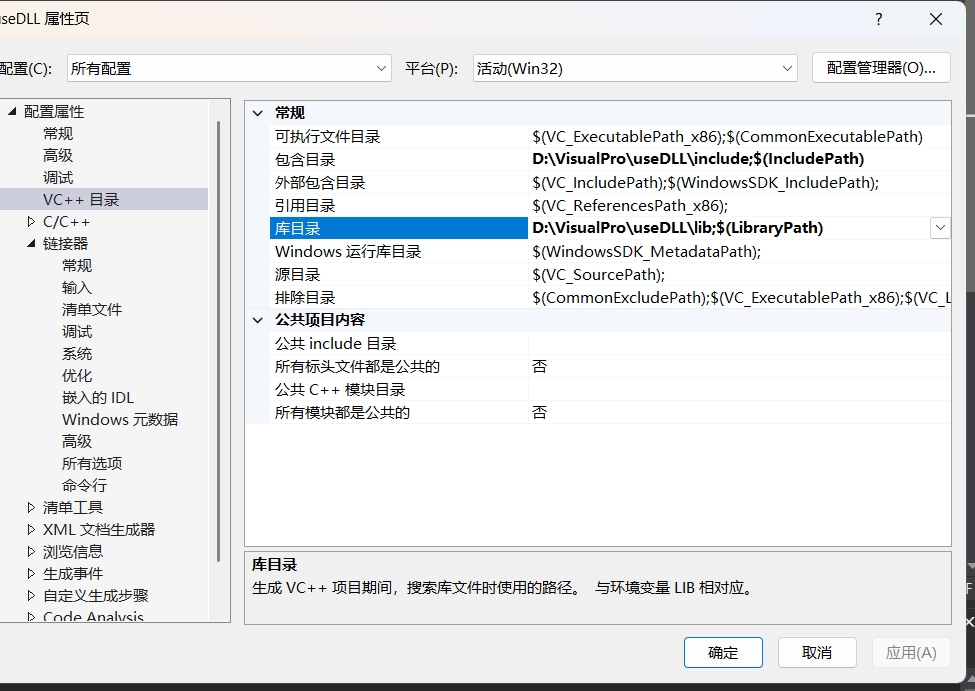 useDLL 属性页
?
配置(C):
所有配置
平台(P):
活动(Win32)
配置管理器(O)...
配置属性
常规
高级
调试
VC++ 目录
C/C++
链接器
常规
输入
清单文件
调试
系统
优化
嵌入的 IDL
Windows 元数据
高级
所有选项
命令行
清单工具
XML 文档生成器
浏览信息
生成事件
自定义生成步骤
Code Analysis
常规
可执行文件目录 $(VC_ExecutablePath_x86);$(CommonExecutablePath)
包含目录 D:\VisualPro\useDLL\include;$(IncludePath)
外部包含目录 $(VC_IncludePath);$(WindowsSDK_IncludePath);
引用目录 $(VC_ReferencesPath_x86);
库目录 D:\VisualPro\useDLL\lib;$(LibraryPath)
Windows 运行库目录 $(WindowsSDK_MetadataPath);
源目录 $(VC_SourcePath);
排除目录 $(CommonExcludePath);$(VC_ExecutablePath_x86);$(VC_L
公共项目内容
公共 include 目录
所有标头文件都是公共的 否
公共 C++ 模块目录
所有模块都是公共的 否
库目录
生成 VC++ 项目期间，搜索库文件时使用的路径。 与环境变量 LIB 相对应。
确定
取消
应用(A)